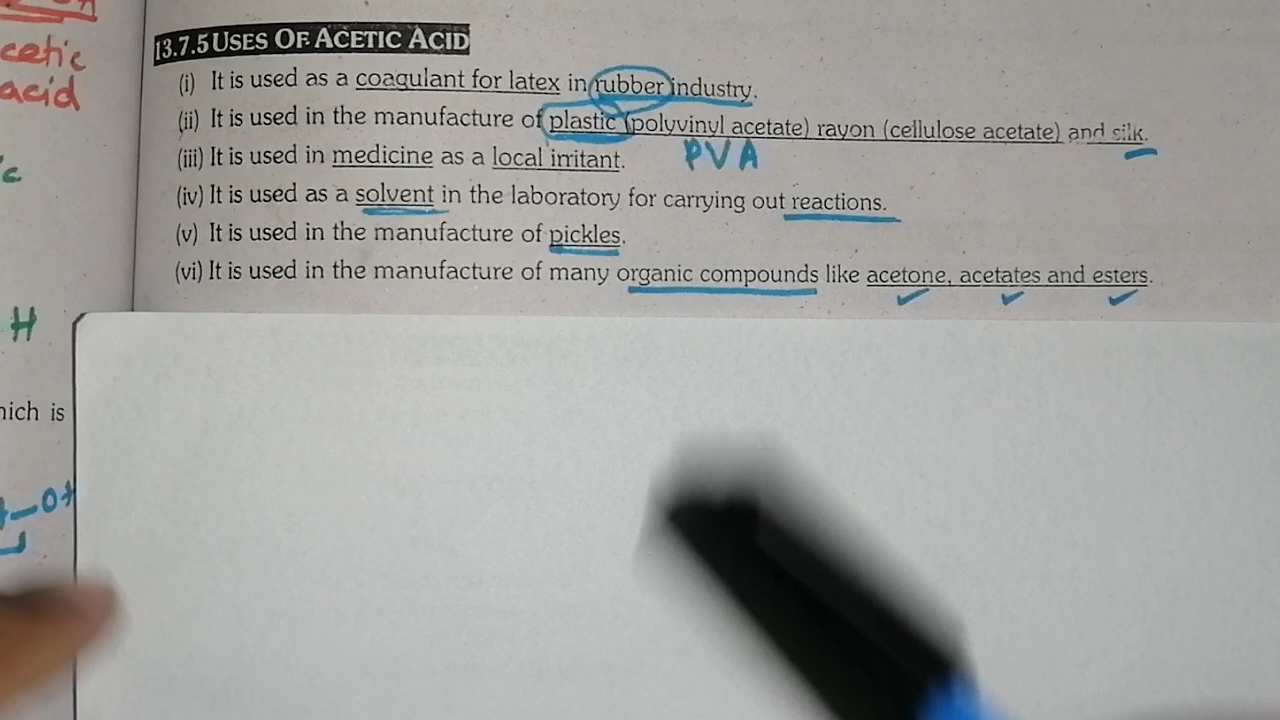 cetic
acid
13.7.5 USES OF ACETIC ACID
(i) It is used as a coagulant for latex in rubber industry.
(ii) It is used in the manufacture of plastic (polyvinyl acetate) rayon (cellulose acetate) and silk.
PVA
(iii) It is used in medicine as a local irritant.
(iv) It is used as a solvent in the laboratory for carrying out reactions.
(v) It is used in the manufacture of pickles.
(vi) It is used in the manufacture of many organic compounds like acetone, acetates and esters.
H
hich is